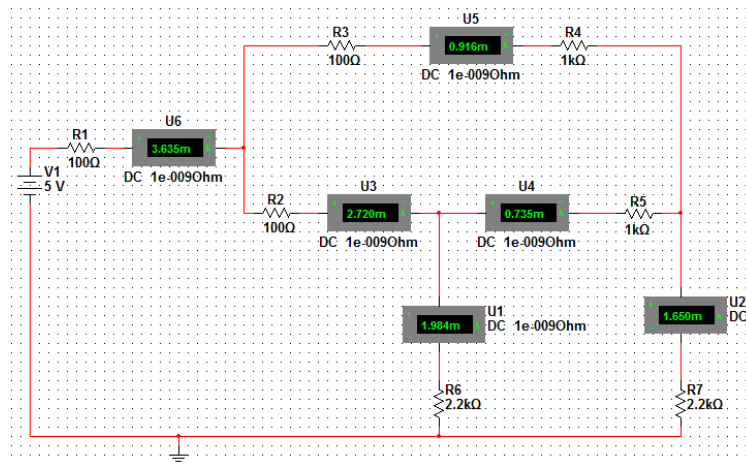 U5
R3
R4
0.916m
100Ω
1kΩ
DC 1e-009Ohm
U6
R1
3.635m
100Ω
DC 1e-009Ohm
V1
5 V
U3
U4
R2
R5
2.720m
0.735m
100Ω
1kΩ
DC 1e-009Ohm
DC 1e-009Ohm
U1
U2
1.984m
DC 1e-009Ohm
1.650m
DC
R6
2.2kΩ
R7
2.2kΩ